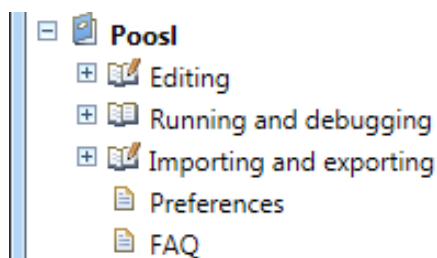 Poosl
Editing
Running and debugging
Importing and exporting
Preferences
FAQ